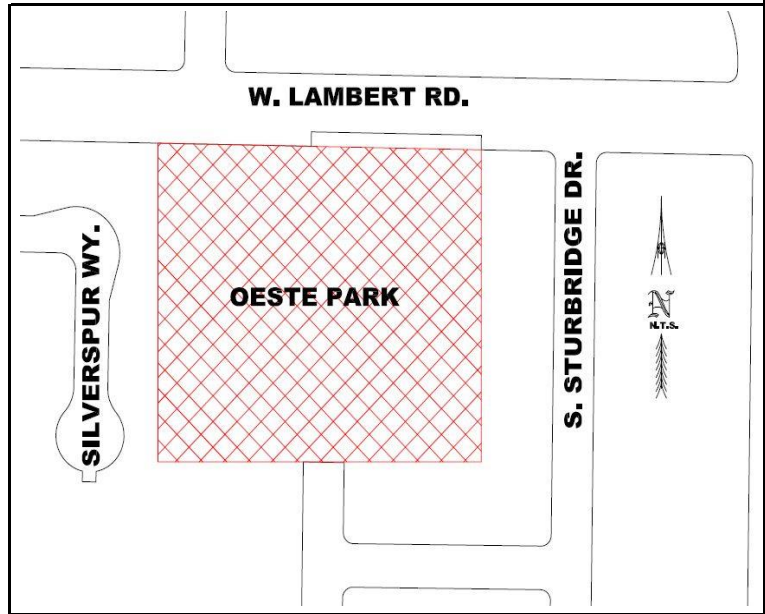 W. LAMBERT RD.
SILVERSPUR WY.
OESTE PARK
S. STURBRIDGE DR.
N
N.T.S.